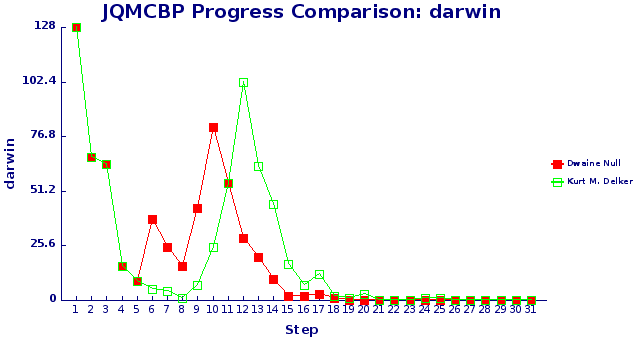 JQMCBP Progress Comparison: darwin
128
102.4
76.8
51.2
25.6
0
darwin
1 2 3 4 5 6 7 8 9 10 11 12 13 14 15 16 17 18 19 20 21 22 23 24 25 26 27 28 29 30 31
Step
Dwaine Null
Kurt M. Delker